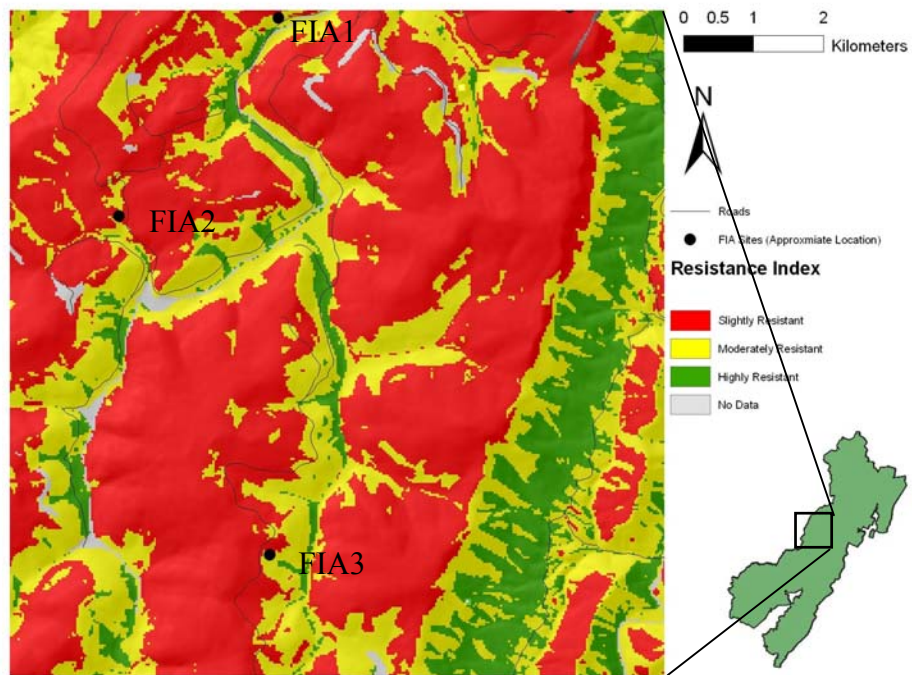 FIA1
FIA2
FIA3
0 0.5 1 2
Kilometers
N
Roads
FIA Sites (Approxmiate Location)
Resistance Index
Slightly Resistant
Moderately Resistant
Highly Resistant
No Data